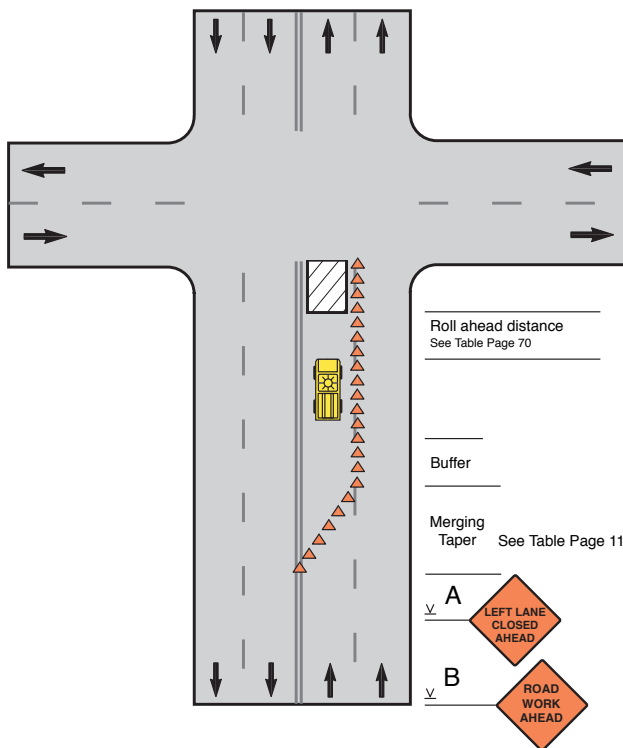 Roll ahead distance
See Table Page 70
Buffer
Merging
Taper
See Table Page 11
A
LEFT LANE
CLOSED
AHEAD
B
ROAD
WORK
AHEAD